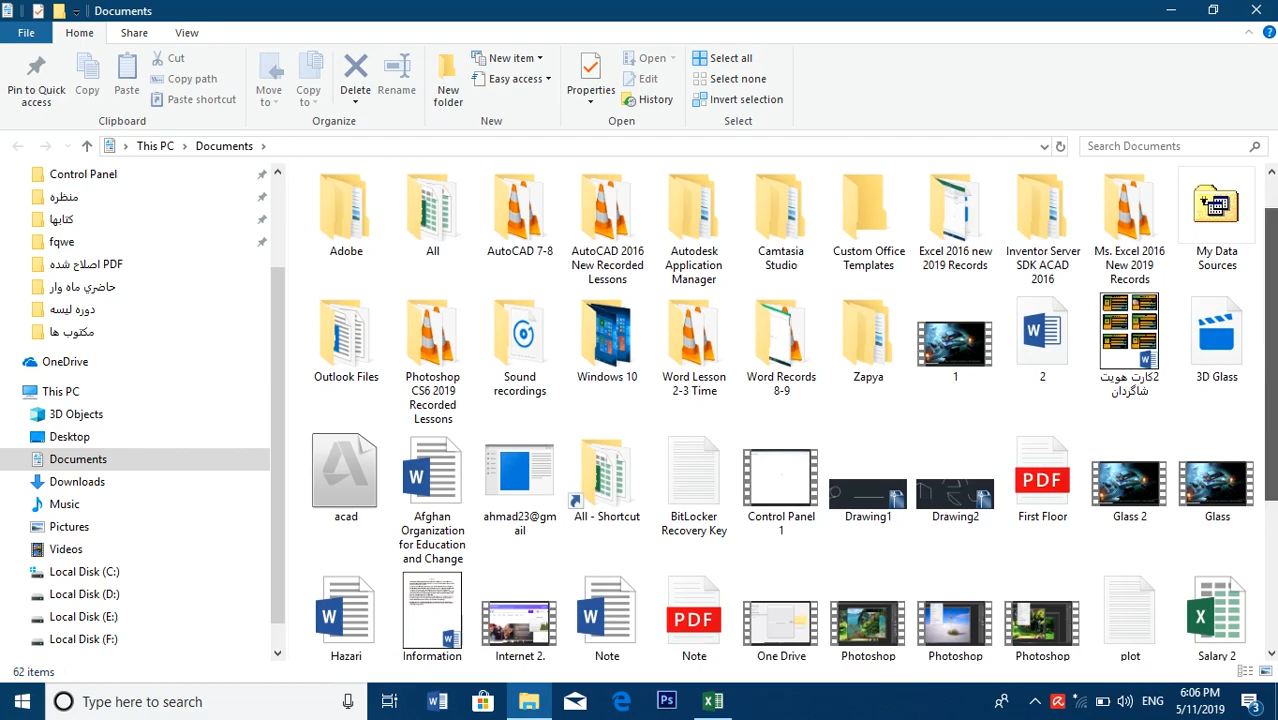 Documents
File Home Share View
Pin to Quick access
Copy
Paste
Cut
Copy path
Paste shortcut
Clipboard
Move to
Copy to
Delete
Rename
Organize
New folder
New item
Easy access
New
Properties
Open
Edit
History
Open
Select all
Select none
Invert selection
Select
This PC > Documents >
Search Documents
Control Panel
منظره
کتابها
fqwe
PDF اصلاح شده
حاضري ماه وار
دوره لیسه
مکتوب ها
OneDrive
This PC
3D Objects
Desktop
Documents
Downloads
Music
Pictures
Videos
Local Disk (C:)
Local Disk (D:)
Local Disk (E:)
Local Disk (F:)
Adobe
All
AutoCAD 7-8
AutoCAD 2016
New Recorded
Lessons
Autodesk
Application
Manager
Camtasia
Studio
Custom Office
Templates
Excel 2016 new
2019 Records
Inventor Server
SDK ACAD
2016
Ms. Excel 2016
New 2019
Records
My Data
Sources
Outlook Files
Photoshop
CS6 2019
Recorded
Lessons
Sound
recordings
Windows 10
Word Lesson
2-3 Time
Word Records
8-9
Zapya
1
2
2کارت هویت
شاگردان
3D Glass
acad
Afghan
Organization
for Education
and Change
ahmad23@gm
ail
All - Shortcut
BitLocker
Recovery Key
Control Panel
1
Drawing1
Drawing2
First Floor
Glass 2
Glass
Hazari
Information
Internet 2.
Note
Note
One Drive
Photoshop
Photoshop
Photoshop
plot
Salary 2
62 items
Type here to search
ENG
6:06 PM
5/11/2019
3